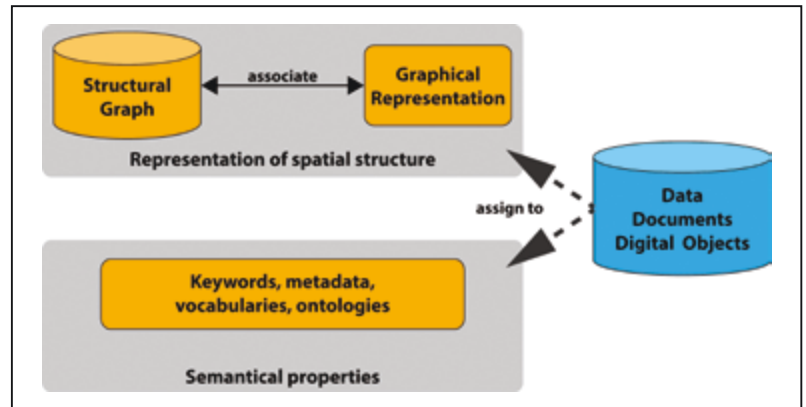 Structural
Graph
associate
Graphical
Representation
Representation of spatial structure
assign to
Data
Documents
Digital Objects
Keywords, metadata,
vocabularies, ontologies
Semantical properties